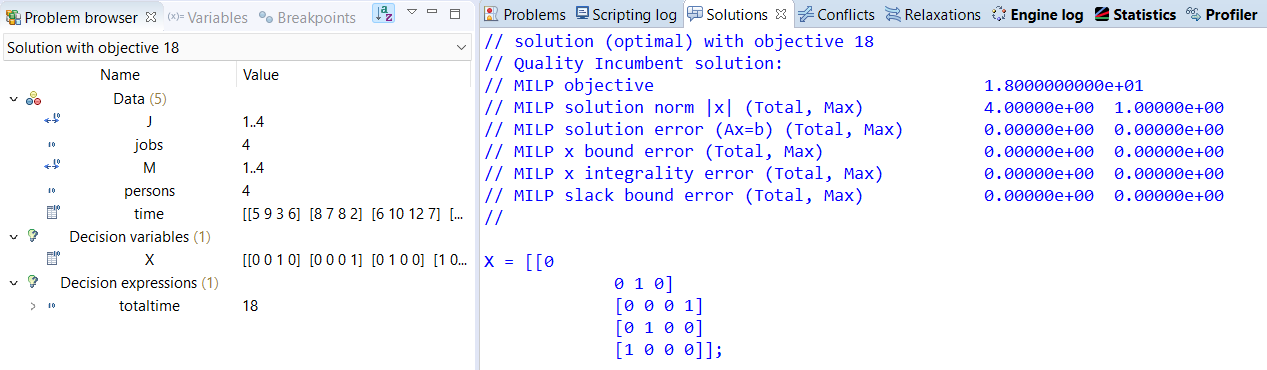 Problem browser (x)= Variables Breakpoints
Solution with objective 18
Name Value
Data (5)
J 1..4
jobs 4
M 1..4
persons 4
time [[5 9 3 6] [8 7 8 2] [6 10 12 7] [...
Decision variables (1)
X [[0 0 1 0] [0 0 0 1] [0 1 0 0] [1 0...
Decision expressions (1)
totaltime 18
Problems Scripting log Solutions Conflicts Relaxations Engine log Statistics Profiler
// solution (optimal) with objective 18
// Quality Incumbent solution:
// MILP objective 1.8000000000e+01
// MILP solution norm |x| (Total, Max) 4.00000e+00 1.00000e+00
// MILP solution error (Ax=b) (Total, Max) 0.00000e+00 0.00000e+00
// MILP x bound error (Total, Max) 0.00000e+00 0.00000e+00
// MILP x integrality error (Total, Max) 0.00000e+00 0.00000e+00
// MILP slack bound error (Total, Max) 0.00000e+00 0.00000e+00
//
X = [[0
0 1 0]
[0 0 0 1]
[0 1 0 0]
[1 0 0 0]];